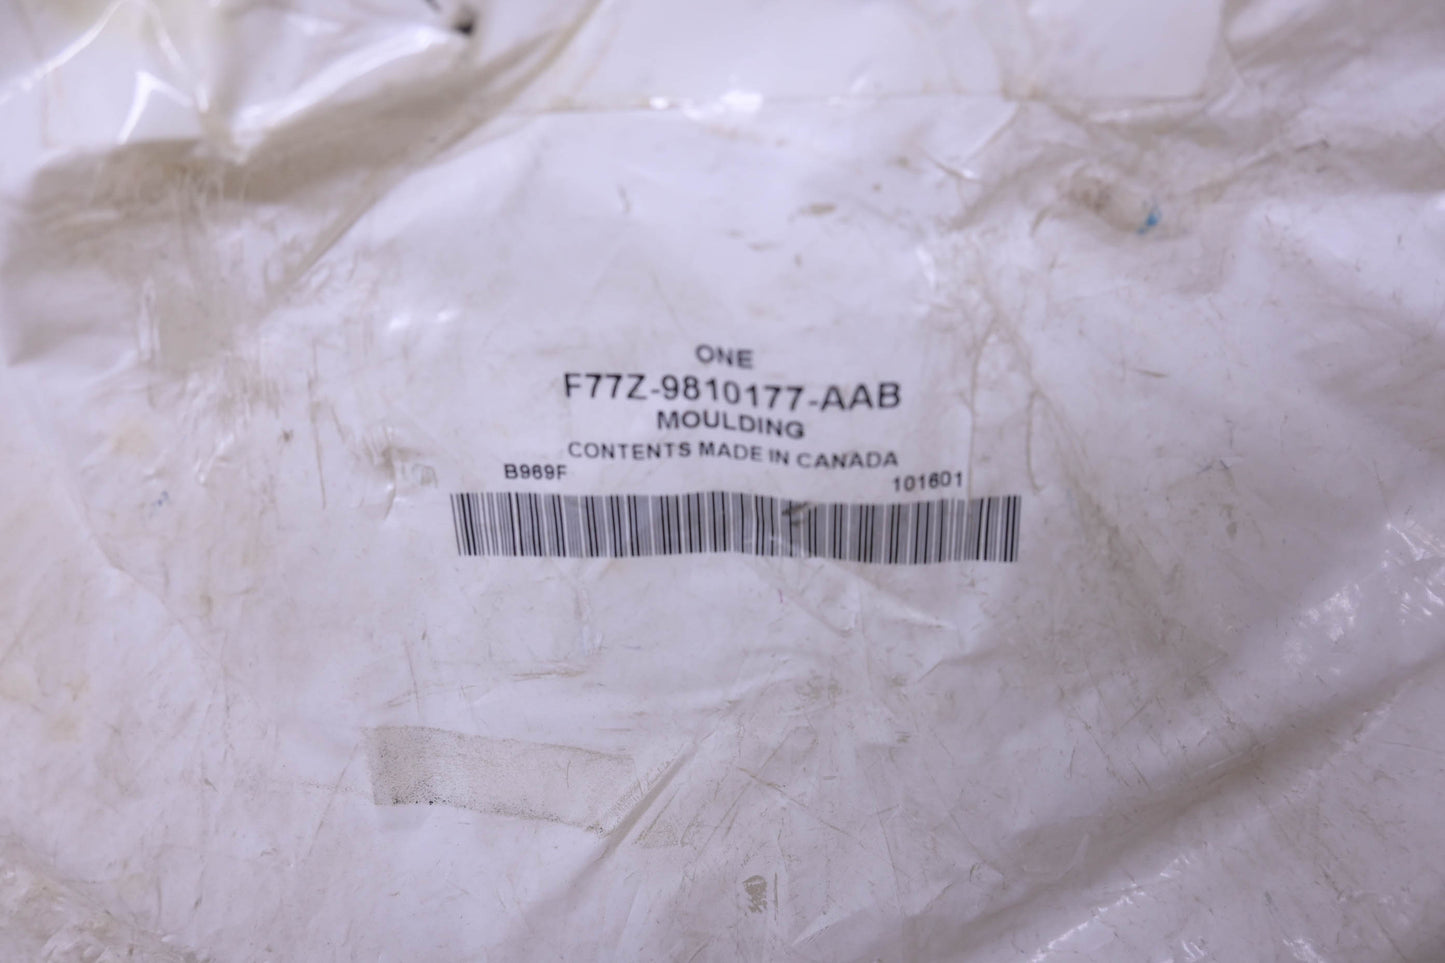 ONE
F77Z-9810177-AAB
MOULDING
CONTENTS MADE IN CANADA
B969F 101601